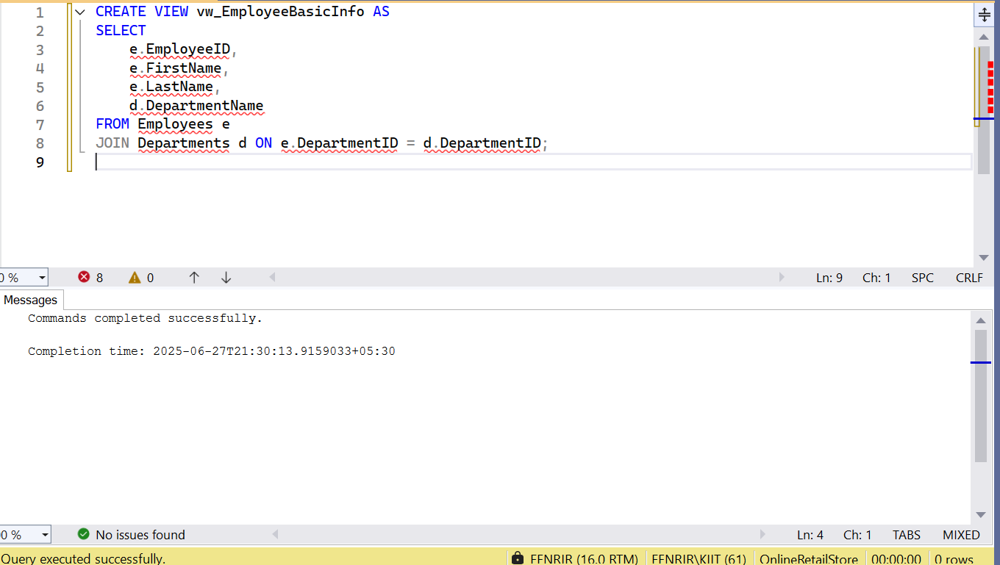 1 CREATE VIEW vw_EmployeeBasicInfo AS
2 SELECT
3 e.EmployeeID,
4 e.FirstName,
5 e.LastName,
6 d.DepartmentName
7 FROM Employees e
8 JOIN Departments d ON e.DepartmentID = d.DepartmentID;
9
0 % 8 0 Ln: 9 Ch: 1 SPC CRLF
Messages
Commands completed successfully.
Completion time: 2025-06-27T21:30:13.9159033+05:30
0 % No issues found Ln: 4 Ch: 1 TABS MIXED
Query executed successfully. FENRIR (16.0 RTM) FENRIR\KIIT (61) OnlineRetailStore 00:00:00 0 rows